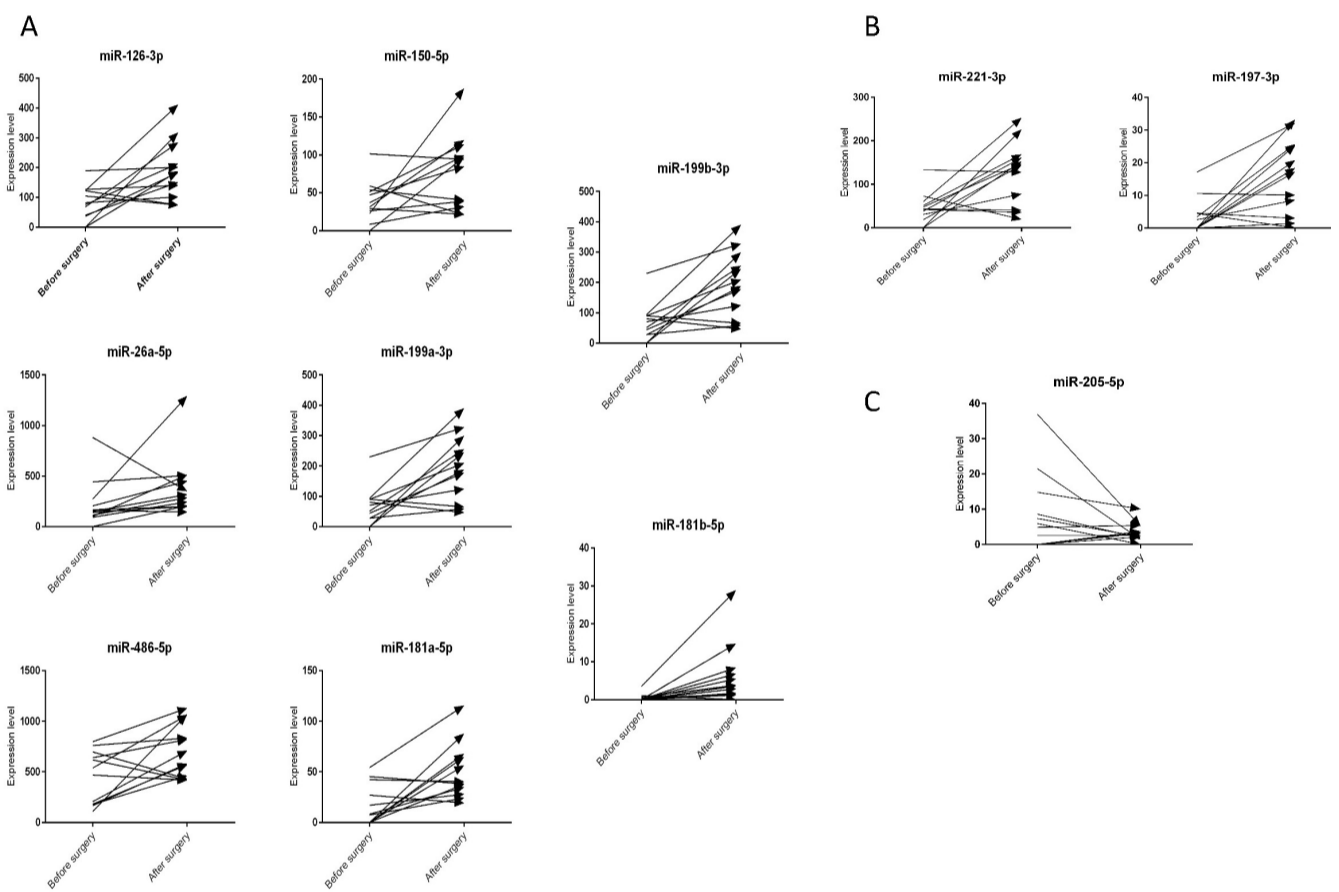 A
miR-126-3p
Expression level
500
400
300
200
100
0
Before surgery
After surgery
miR-150-5p
Expression level
200
150
100
50
0
Before surgery
After surgery
miR-26a-5p
Expression level
1500
1000
500
0
Before surgery
After surgery
miR-199a-3p
Expression level
500
400
300
200
100
0
Before surgery
After surgery
miR-486-5p
Expression level
1500
1000
500
0
Before surgery
After surgery
miR-181a-5p
Expression level
150
100
50
0
Before surgery
After surgery
miR-199b-3p
Expression level
500
400
300
200
100
0
Before surgery
After surgery
miR-181b-5p
Expression level
40
30
20
10
0
Before surgery
After surgery
B
miR-221-3p
Expression level
300
200
100
0
Before surgery
After surgery
miR-197-3p
Expression level
40
30
20
10
0
Before surgery
After surgery
C
miR-205-5p
Expression level
40
30
20
10
0
Before surgery
After surgery